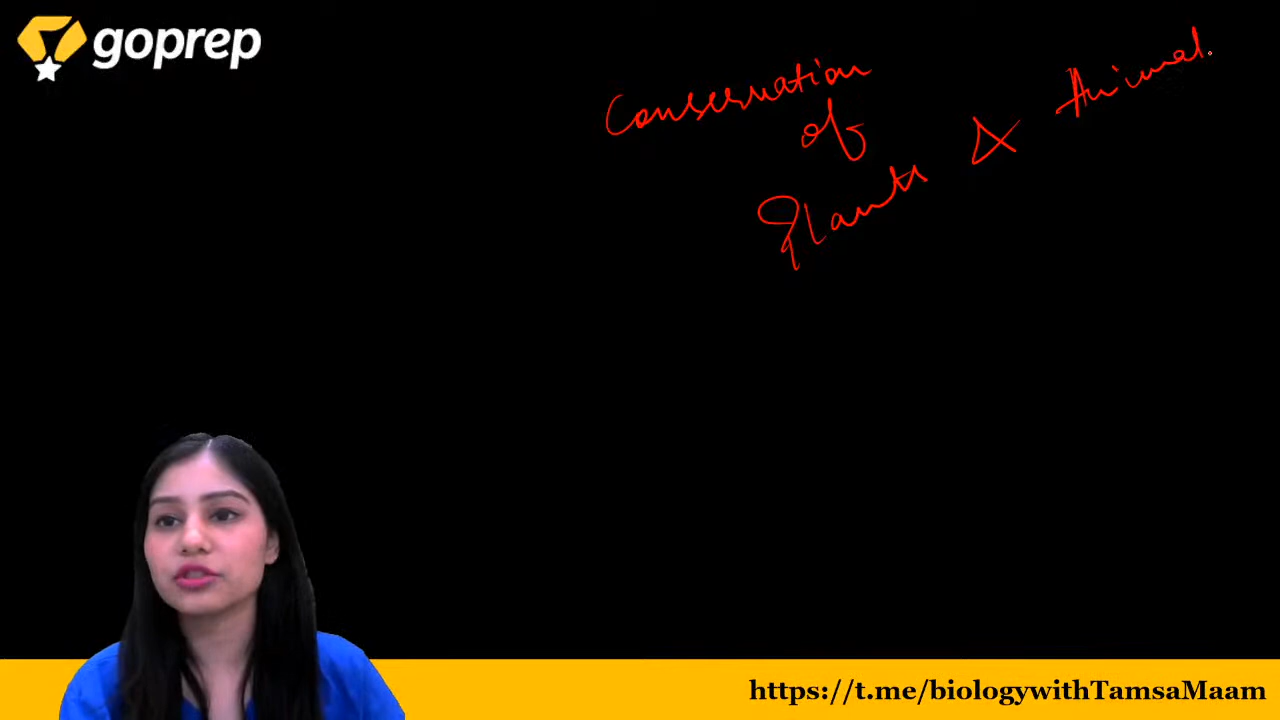 goprep
Conservation
of
Plants & Animal
https://t.me/biologywithTamsaMaam